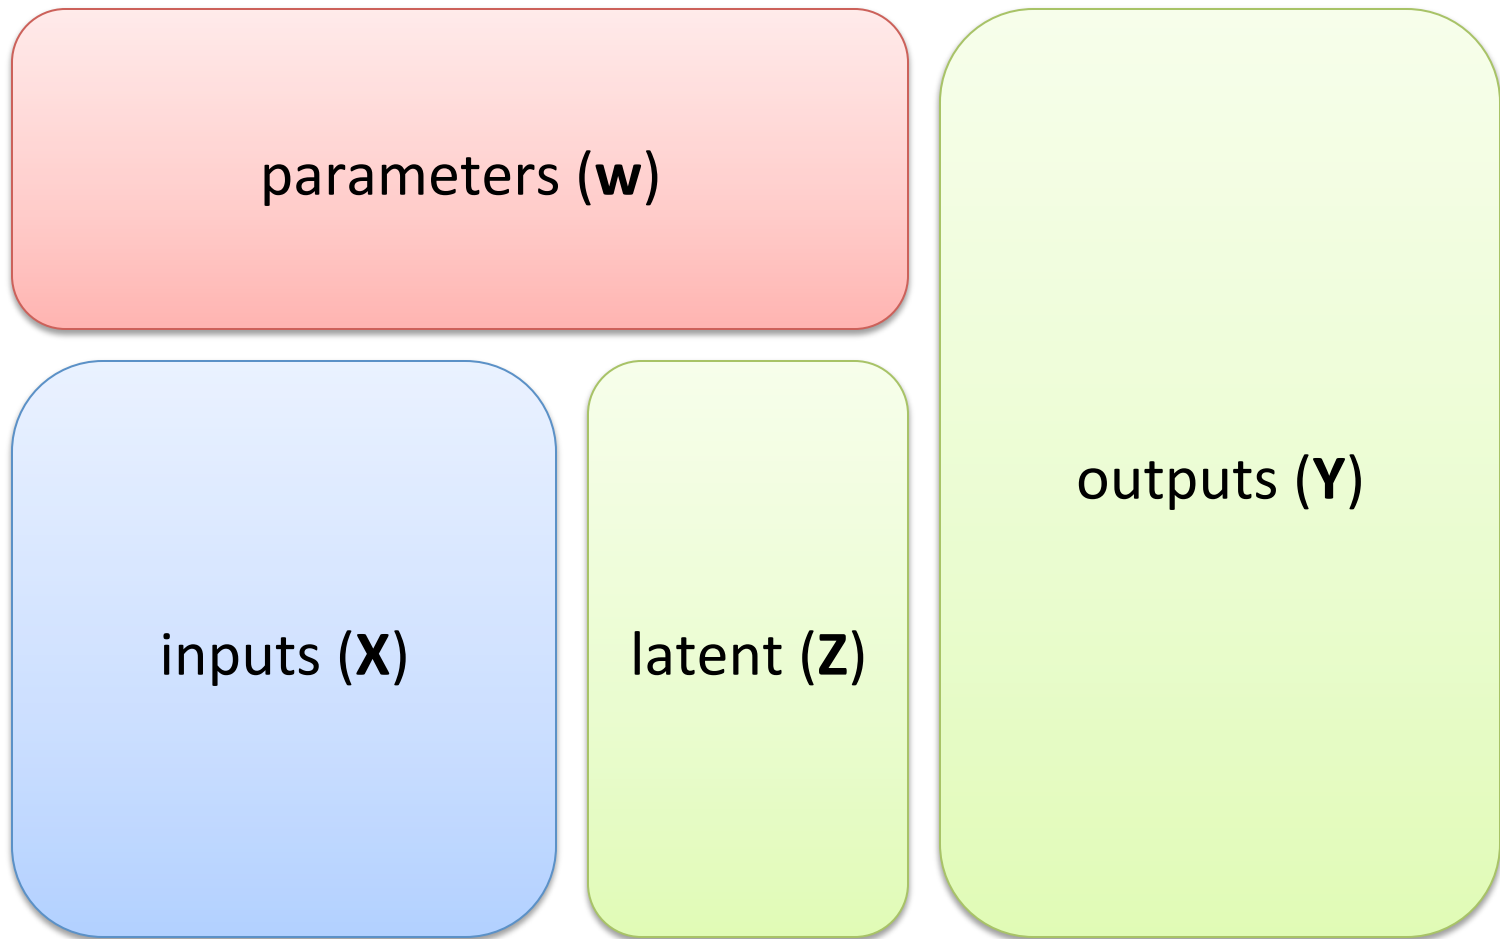 parameters (w)
inputs (X)
latent (Z)
outputs (Y)